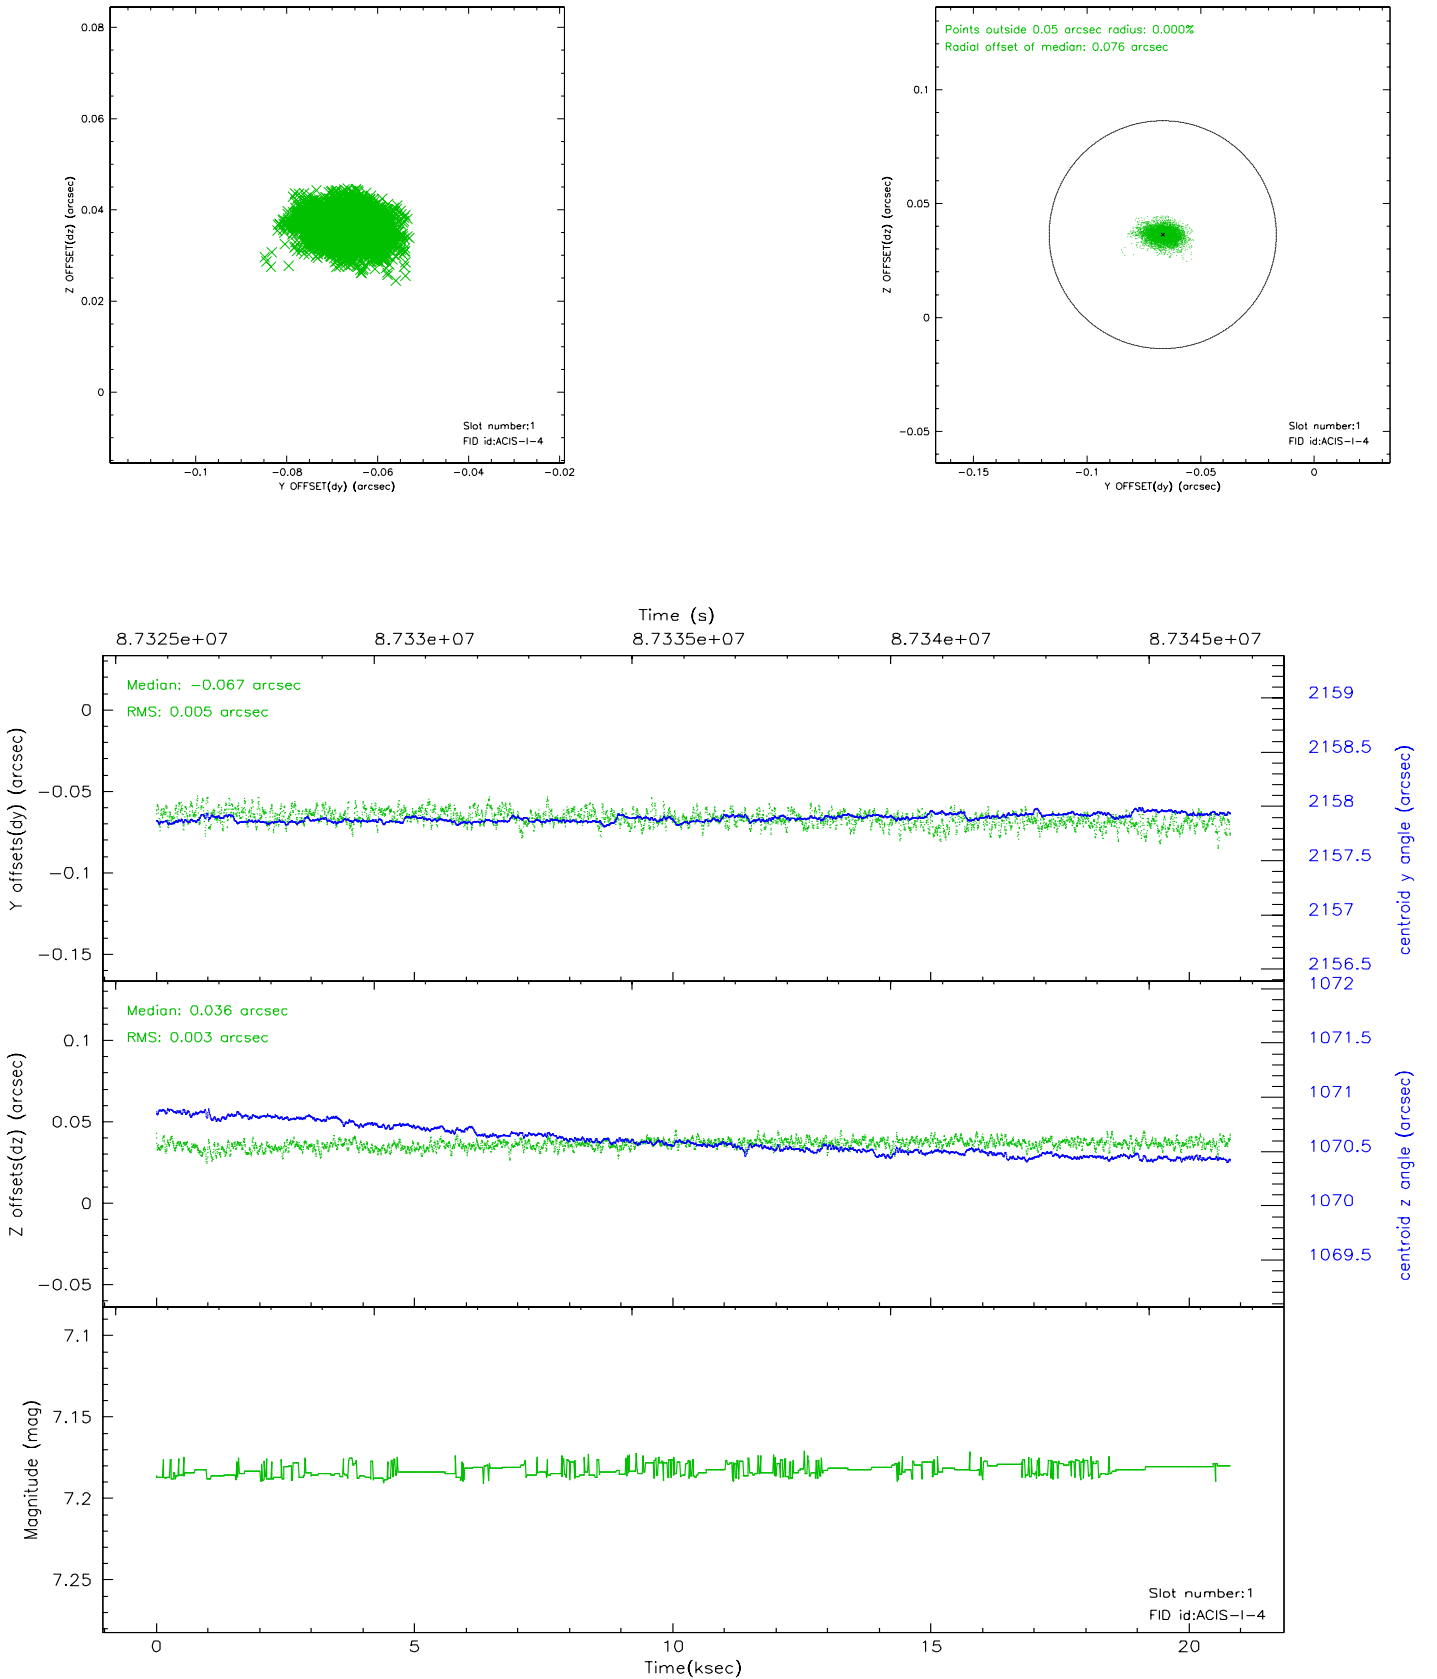 0.08
0.06
0.04
0.02
0
Z OFFSET(dz) (arcsec)
−0.1
−0.08
−0.06
−0.04
−0.02
Y OFFSET(dy) (arcsec)
Slot number:1
FID id:ACIS−I−4
Points outside 0.05 arcsec radius: 0.000%
Radial offset of median: 0.076 arcsec
0.1
0.05
0
−0.05
Z OFFSET(dz) (arcsec)
−0.15
−0.1
−0.05
0
Y OFFSET(dy) (arcsec)
Slot number:1
FID id:ACIS−I−4
Time (s)
8.7325e+07
8.733e+07
8.7335e+07
8.734e+07
8.7345e+07
Median: −0.067 arcsec
RMS: 0.005 arcsec
0
−0.05
−0.1
−0.15
Y offsets(dy) (arcsec)
2159
2158.5
2158
2157.5
2157
2156.5
centroid y angle (arcsec)
Median: 0.036 arcsec
RMS: 0.003 arcsec
0.1
0.05
0
−0.05
Z offsets(dz) (arcsec)
1072
1071.5
1071
1070.5
1070
1069.5
centroid z angle (arcsec)
7.1
7.15
7.2
7.25
Magnitude (mag)
Slot number:1
FID id:ACIS−I−4
0
5
10
15
20
Time(ksec)